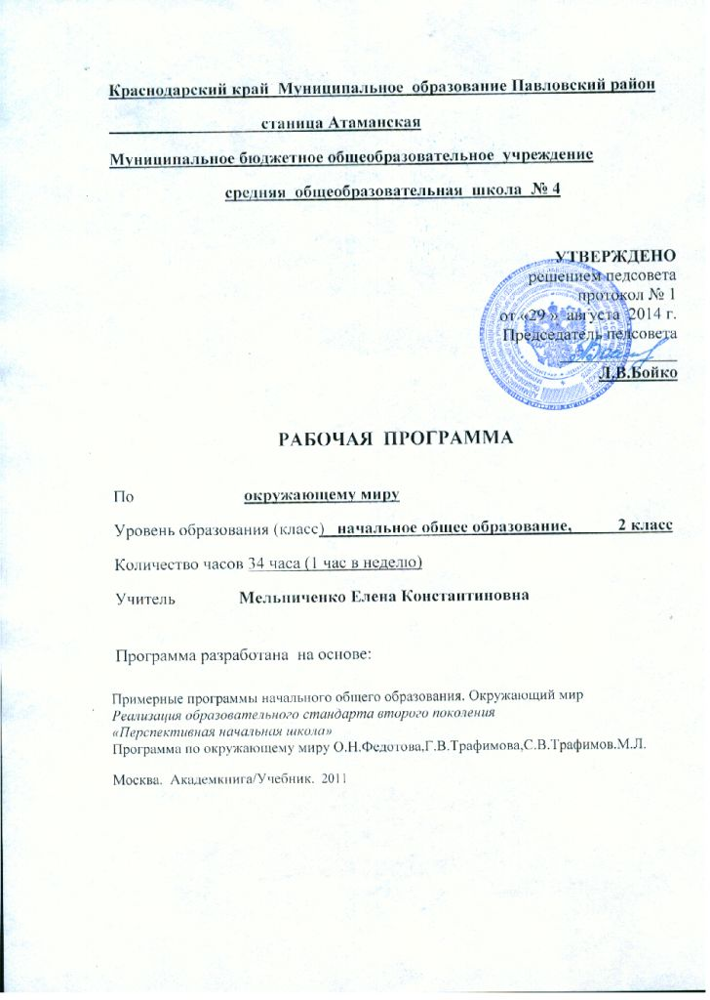 Краснодарский край Муниципальное образование Павловский район
станица Атаманская
Муниципальное бюджетное общеобразовательное учреждение
средняя общеобразовательная школа № 4
УТВЕРЖДЕНО
решением педсовета
протокол № 1
от «29 » августа 2014 г.
Председатель педсовета
Л.В.Бойко
РАБОЧАЯ ПРОГРАММА
По окружающему миру
Уровень образования (класс) начальное общее образование, 2 класс
Количество часов 34 часа (1 час в неделю)
Учитель Мельниченко Елена Константиновна
Программа разработана на основе:
Примерные программы начального общего образования. Окружающий мир
Реализация образовательного стандарта второго поколения
«Перспективная начальная школа»
Программа по окружающему миру О.Н.Федотова,Г.В.Трафимова,С.В.Трафимов.М.Л.
Москва. Академкнига/Учебник. 2011